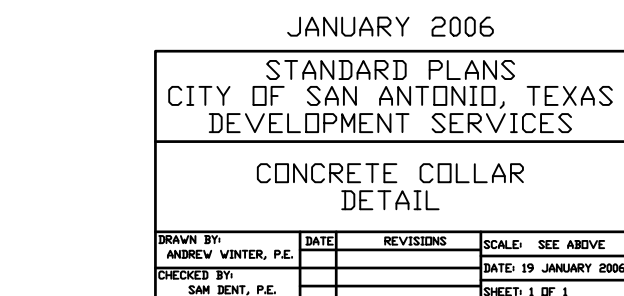 JANUARY 2006
STANDARD PLANS
CITY OF SAN ANTONIO, TEXAS
DEVELOPMENT SERVICES
CONCRETE COLLAR
DETAIL
DRAWN BY:
ANDREW WINTER, P.E.
DATE
REVISIONS
SCALE: SEE ABOVE
DATE: 19 JANUARY 2006
CHECKED BY:
SAM DENT, P.E.
SHEET: 1 OF 1